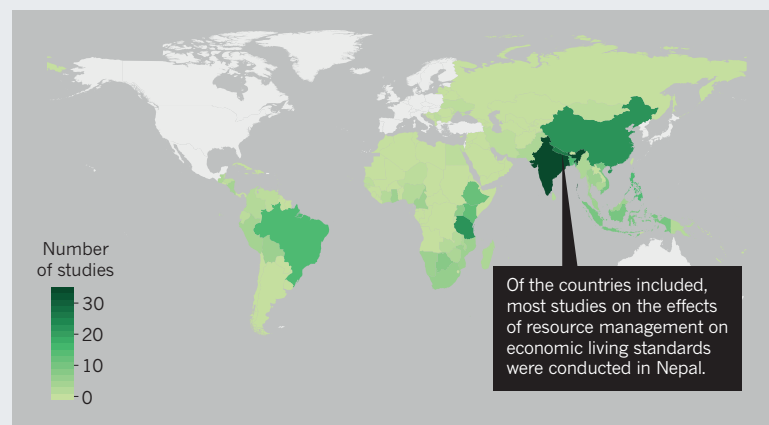 Number
of studies
30
20
10
0
Of the countries included,
most studies on the effects
of resource management on
economic living standards
were conducted in Nepal.